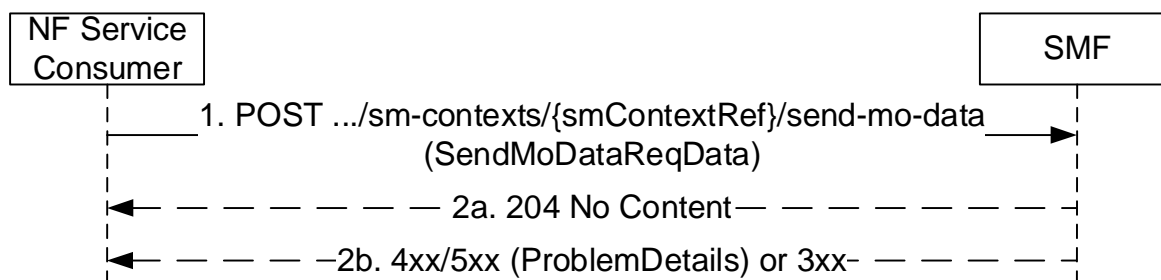 NF Service
Consumer
SMF
1. POST .../sm-contexts/{smContextRef}/send-mo-data
(SendMoDataReqData)
2a. 204 No Content
2b. 4xx/5xx (ProblemDetails) or 3xx